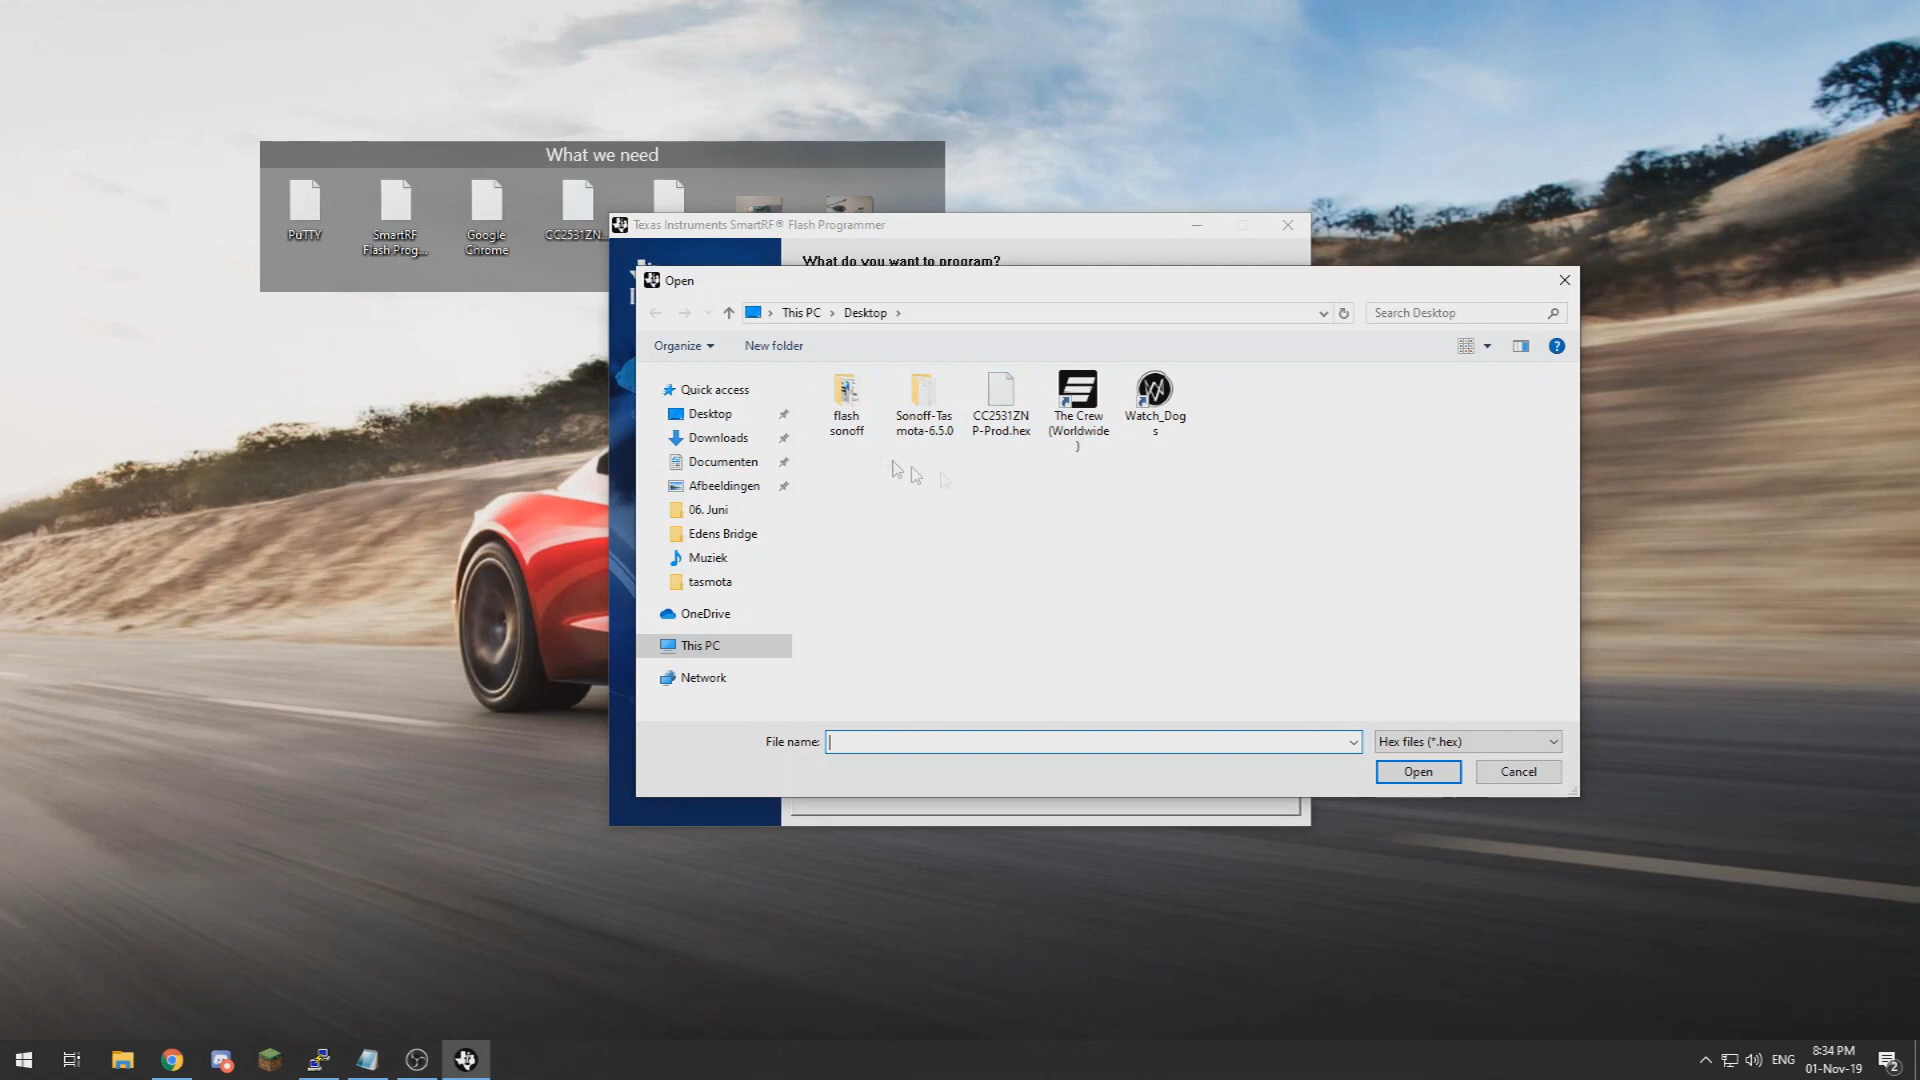 What we need
PuTTY
SmartRF
Flash Prog...
Google
Chrome
CC2531ZN...
Texas Instruments SmartRF® Flash Programmer
What do you want to program?
Open
This PC
Desktop
Search Desktop
Organize
New folder
Quick access
Desktop
Downloads
Documenten
Afbeeldingen
06. Juni
Edens Bridge
Muziek
tasmota
OneDrive
This PC
Network
flash
sonoff
Sonoff-Tas
mota-6.5.0
CC2531ZN
P-Prod.hex
The Crew
(Worldwide
)
Watch_Dog
s
File name:
Hex files (*.hex)
Open
Cancel
ENG
8:34 PM
01-Nov-19
2